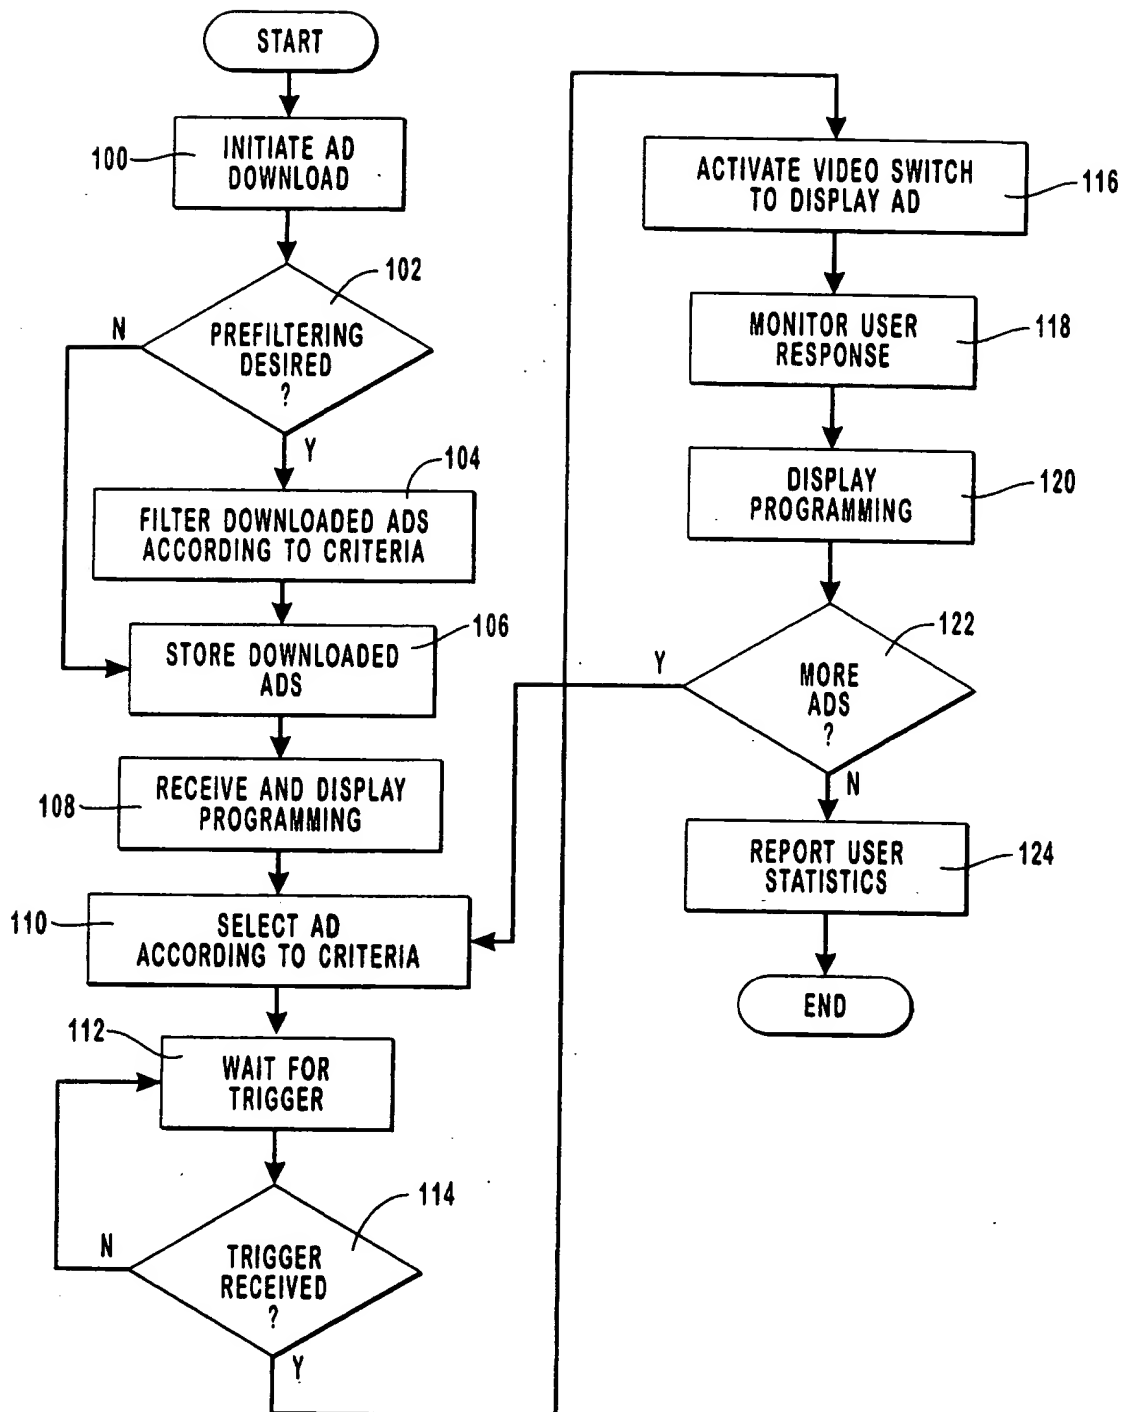 START
100
INITIATE AD
DOWNLOAD
102
N
PREFILTERING
DESIRED
?
Y
104
FILTER DOWNLOADED ADS
ACCORDING TO CRITERIA
106
STORE DOWNLOADED
ADS
108
RECEIVE AND DISPLAY
PROGRAMMING
110
SELECT AD
ACCORDING TO CRITERIA
112
WAIT FOR
TRIGGER
114
N
TRIGGER
RECEIVED
?
Y
ACTIVATE VIDEO SWITCH
TO DISPLAY AD
116
MONITOR USER
RESPONSE
118
DISPLAY
PROGRAMMING
120
122
Y
MORE
ADS
?
N
REPORT USER
STATISTICS
124
END